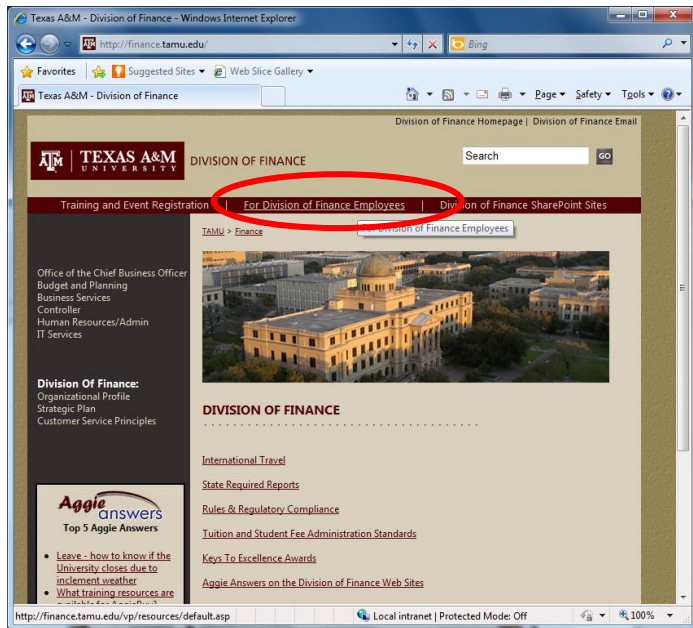 Texas A&M - Division of Finance - Windows Internet Explorer
http://finance.tamu.edu/
Bing
Favorites
Suggested Sites
Web Slice Gallery
Texas A&M - Division of Finance
Page
Safety
Tools
Division of Finance Homepage | Division of Finance Email
ATM | TEXAS A&M
UNIVERSITY
DIVISION OF FINANCE
Search
GO
Training and Event Registration | For Division of Finance Employees | Division of Finance SharePoint Sites
TAMU > Finance
For Division of Finance Employees
Office of the Chief Business Officer
Budget and Planning
Business Services
Controller
Human Resources/Admin
IT Services
Division Of Finance:
Organizational Profile
Strategic Plan
Customer Service Principles
DIVISION OF FINANCE
International Travel
State Required Reports
Rules & Regulatory Compliance
Tuition and Student Fee Administration Standards
Keys To Excellence Awards
Aggie Answers on the Division of Finance Web Sites
Aggie
answers
Top 5 Aggie Answers
• Leave - how to know if the
University closes due to
inclement weather
• What training resources are
available for AggieBuy?
http://finance.tamu.edu/vp/resources/default.asp
Local intranet | Protected Mode: Off
100%